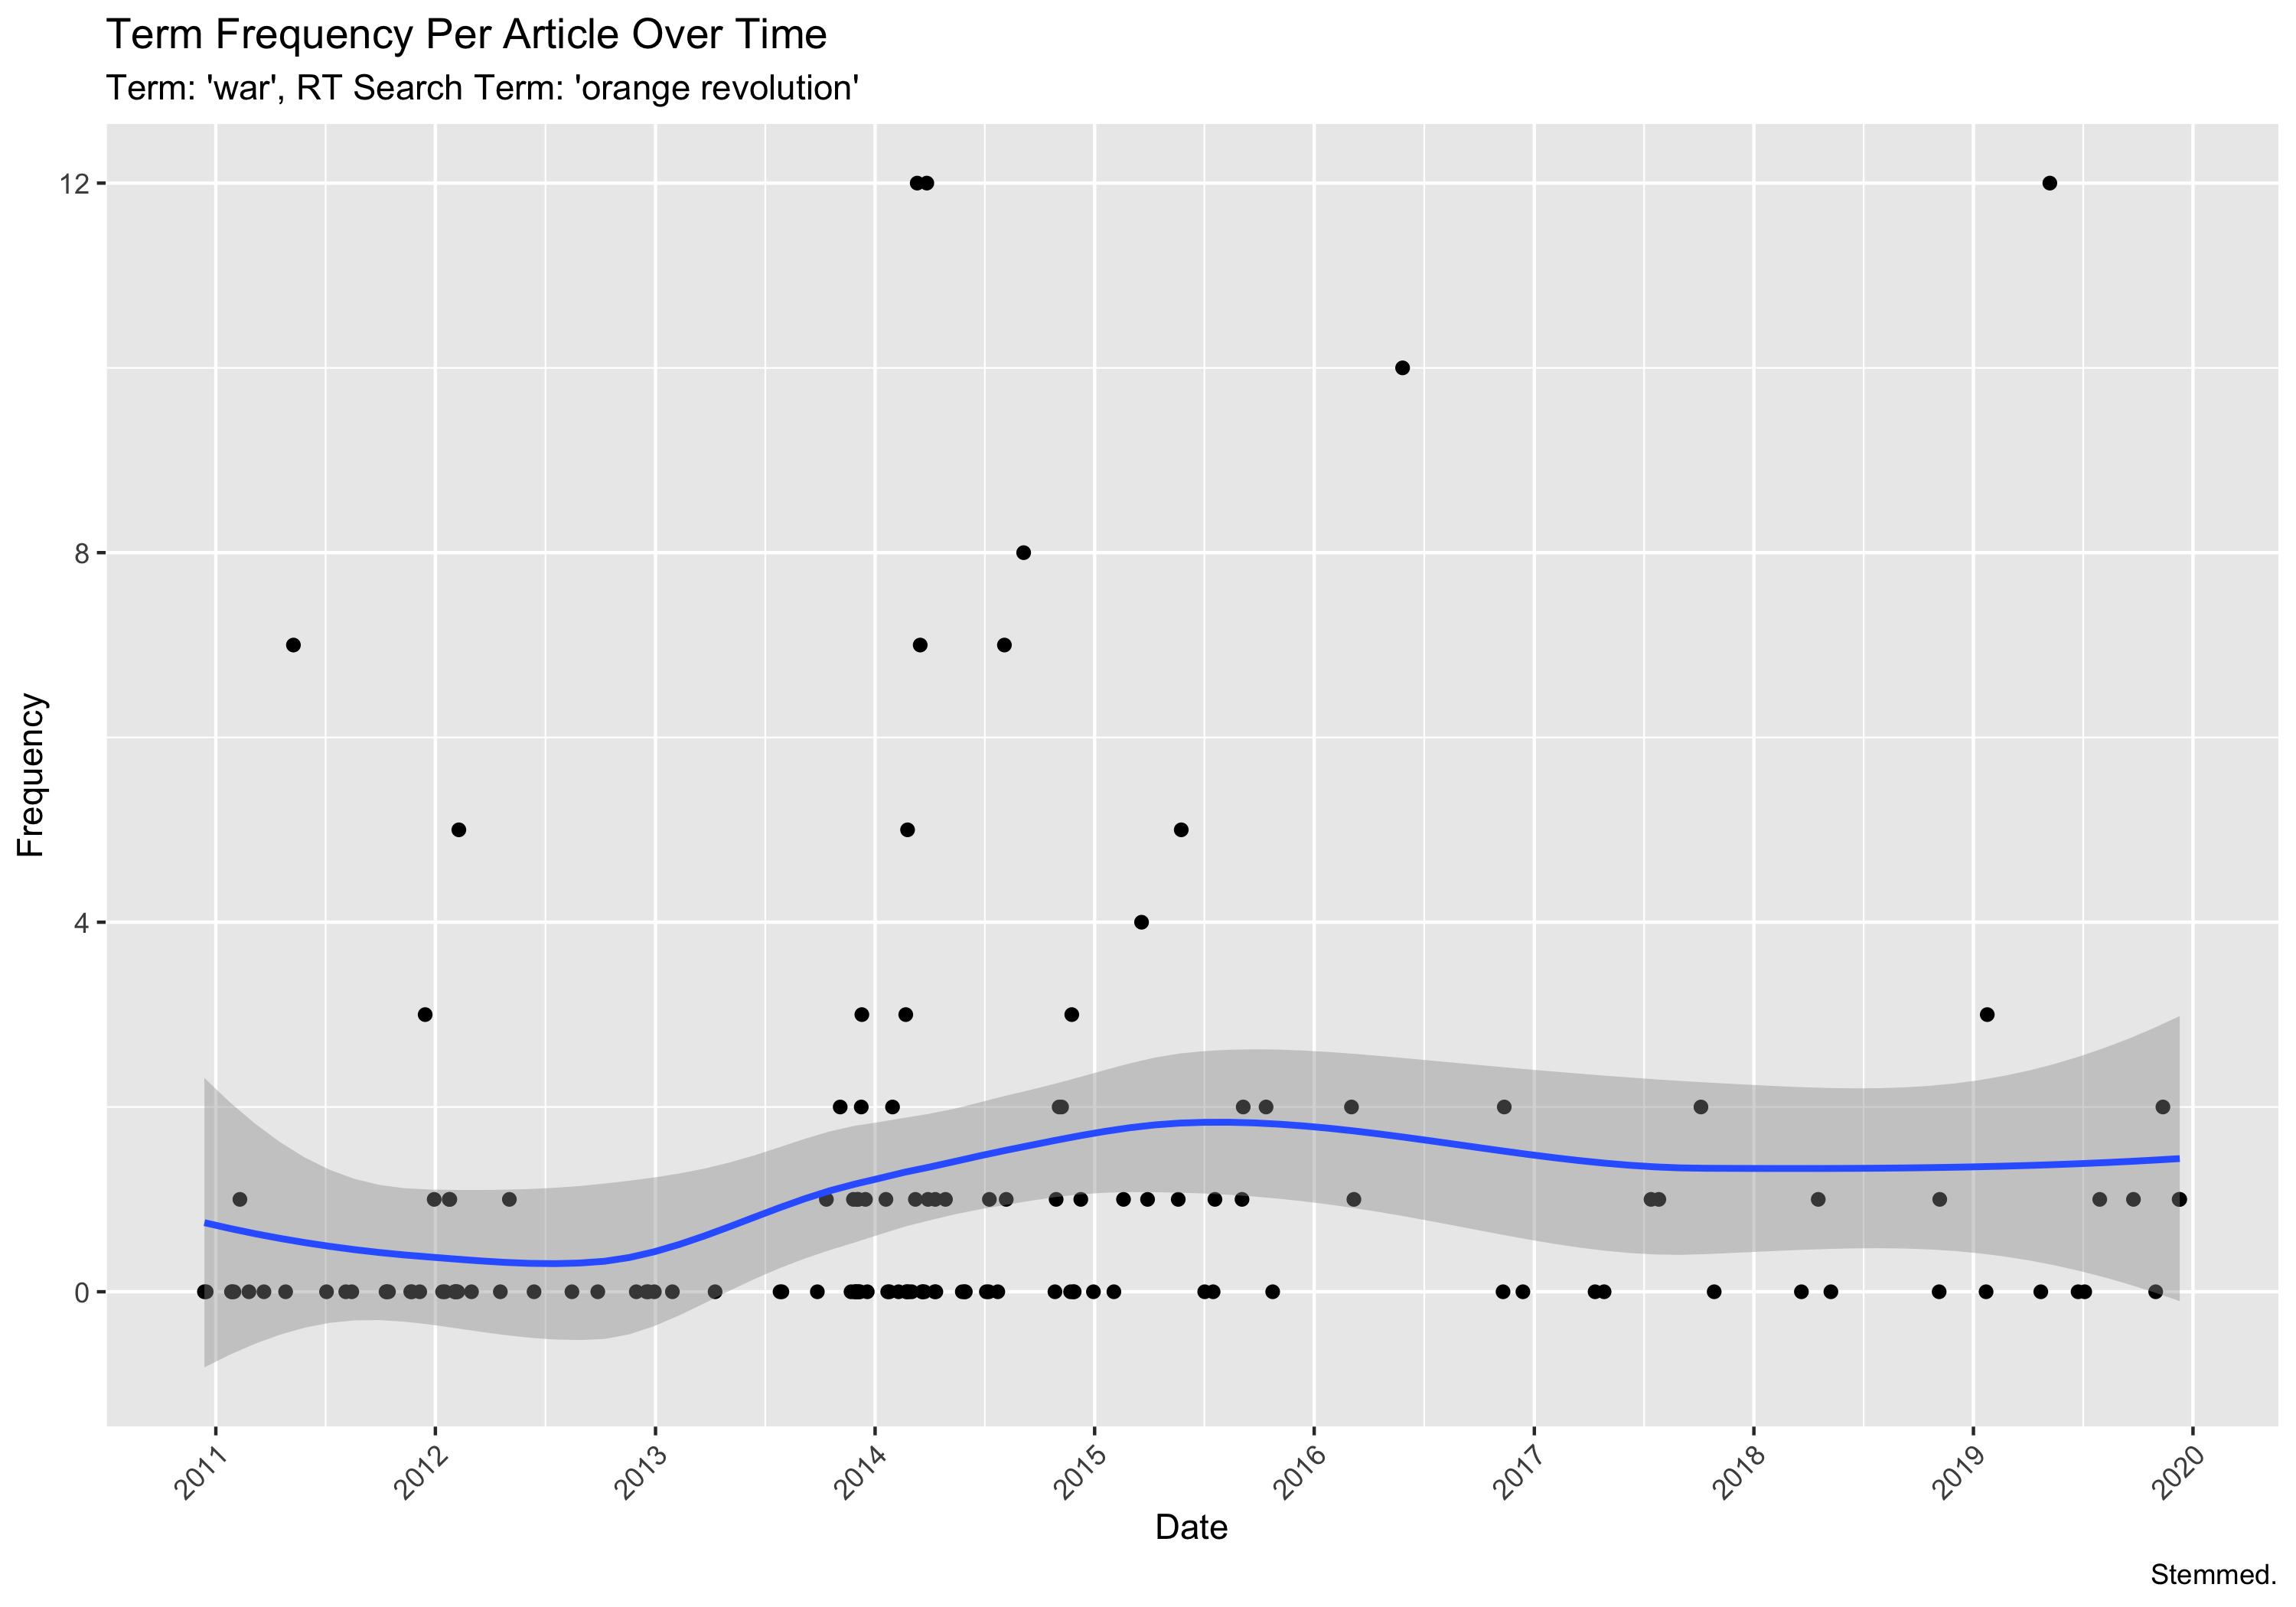 Term Frequency Per Article Over Time
Term: 'war', RT Search Term: 'orange revolution'
12
8
4
0
Frequency
2011
2012
2013
2014
2015
2016
2017
2018
2019
2020
Date
Stemmed.